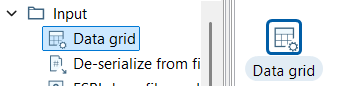 Input
Data grid
De-serialize from fi
Data grid